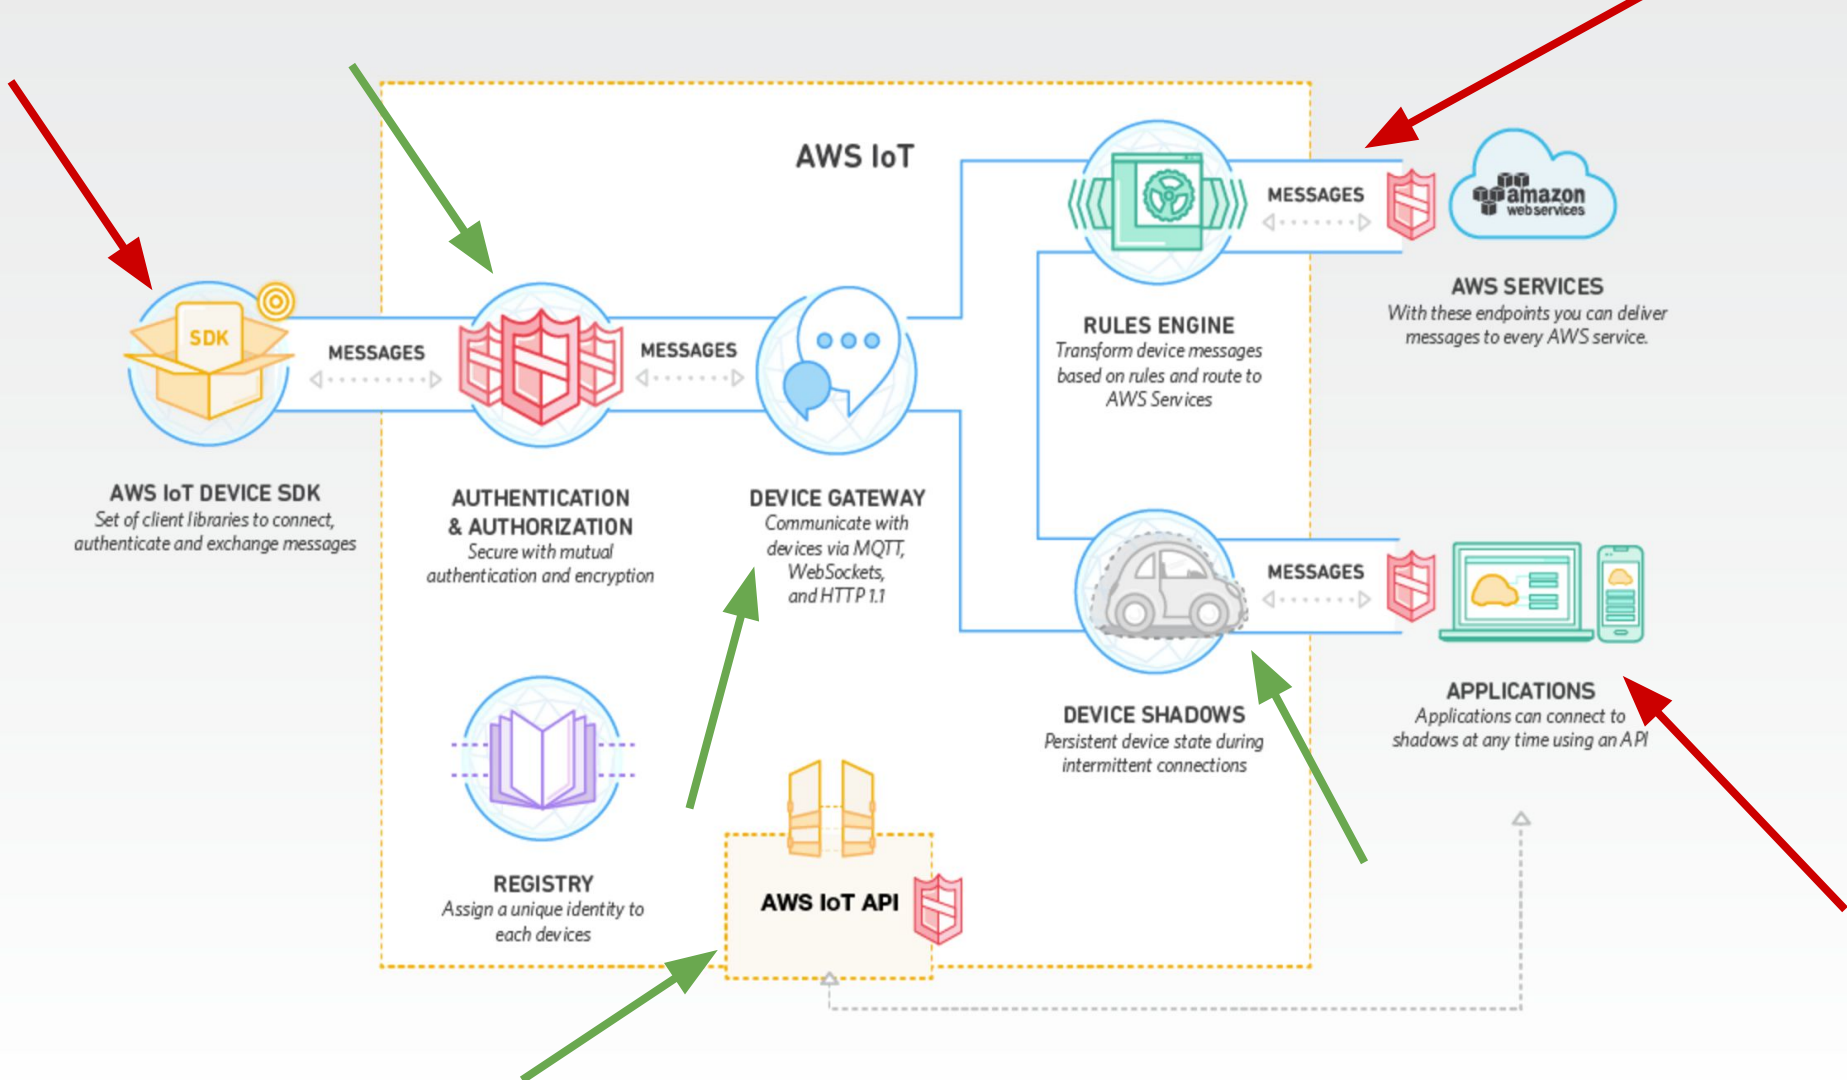 AWS IoT
SDK
MESSAGES
MESSAGES
MESSAGES
amazon
webservices
AWS SERVICES
With these endpoints you can deliver
messages to every AWS service.
RULES ENGINE
Transform device messages
based on rules and route to
AWS Services
AWS IoT DEVICE SDK
Set of client libraries to connect,
authenticate and exchange messages
AUTHENTICATION
& AUTHORIZATION
Secure with mutual
authentication and encryption
DEVICE GATEWAY
Communicate with
devices via MQTT,
WebSockets,
and HTTP 1.1
MESSAGES
DEVICE SHADOWS
Persistent device state during
intermittent connections
APPLICATIONS
Applications can connect to
shadows at any time using an API
REGISTRY
Assign a unique identity to
each devices
AWS IoT API